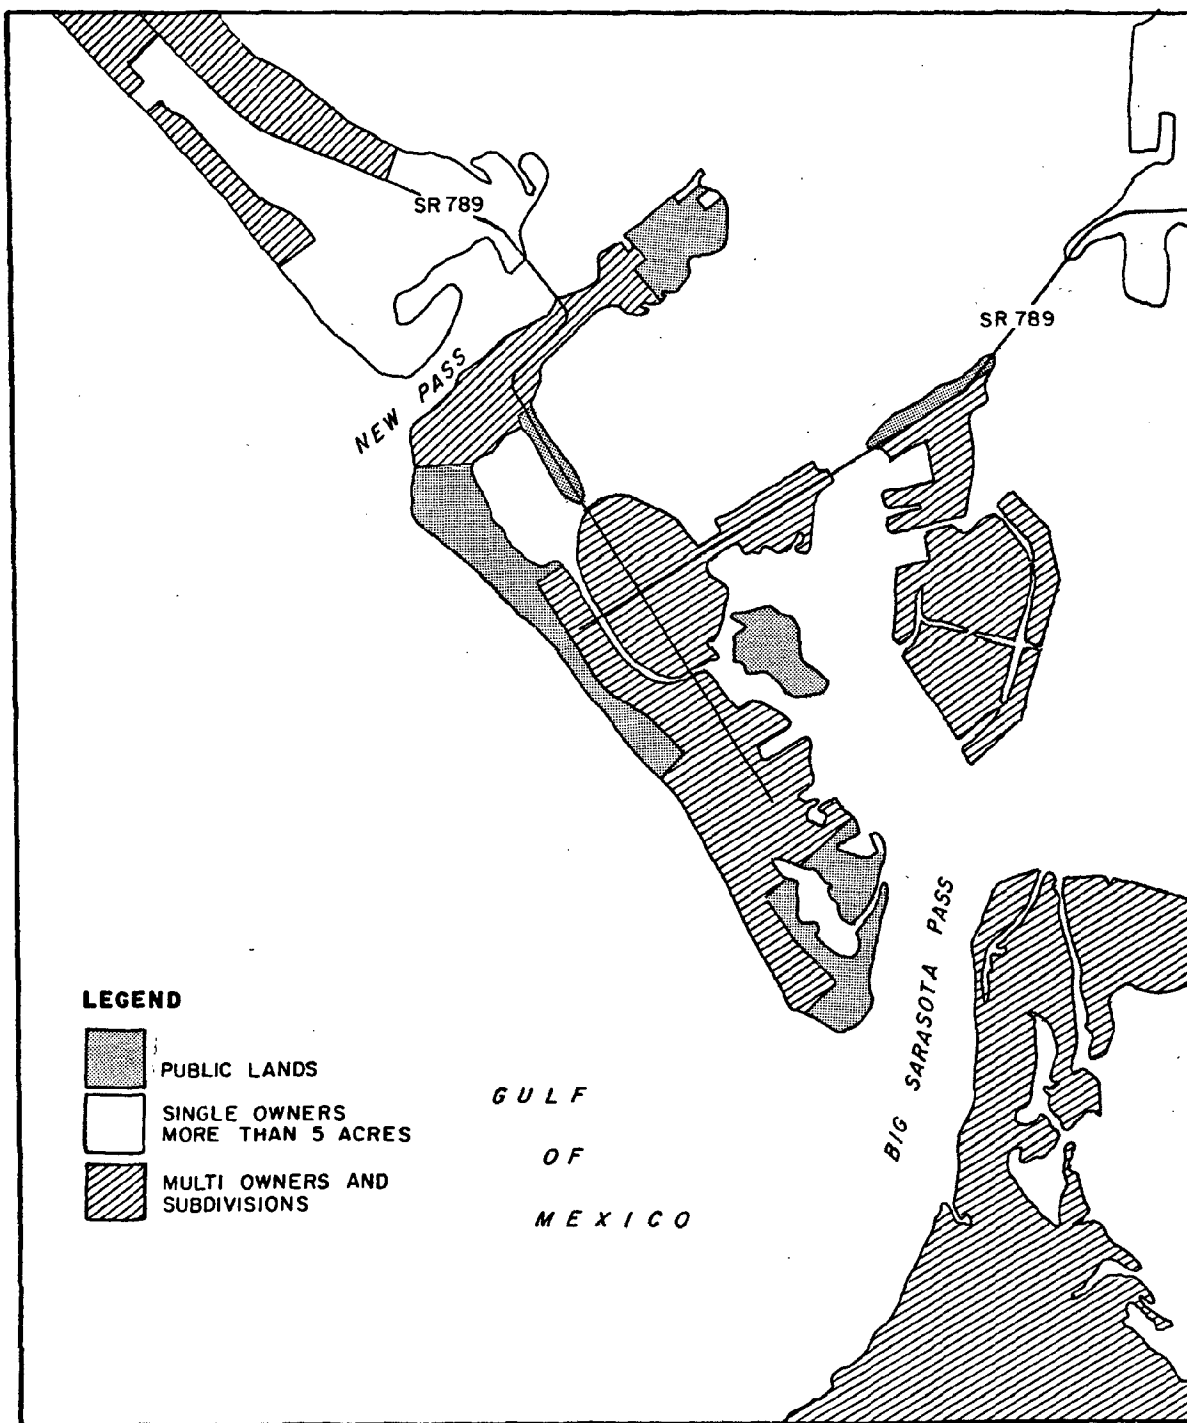 SR 789
SR 789
NEW PASS
BIG SARASOTA PASS
LEGEND
PUBLIC LANDS
SINGLE OWNERS
MORE THAN 5 ACRES
MULTI OWNERS AND
SUBDIVISIONS
GULF
OF
MEXICO